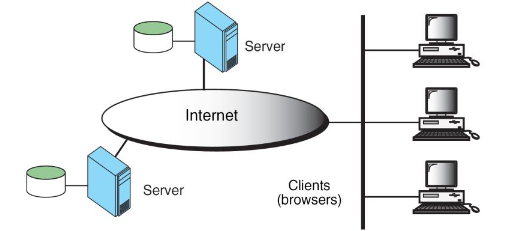 Server
Internet
Server
Clients
(browsers)